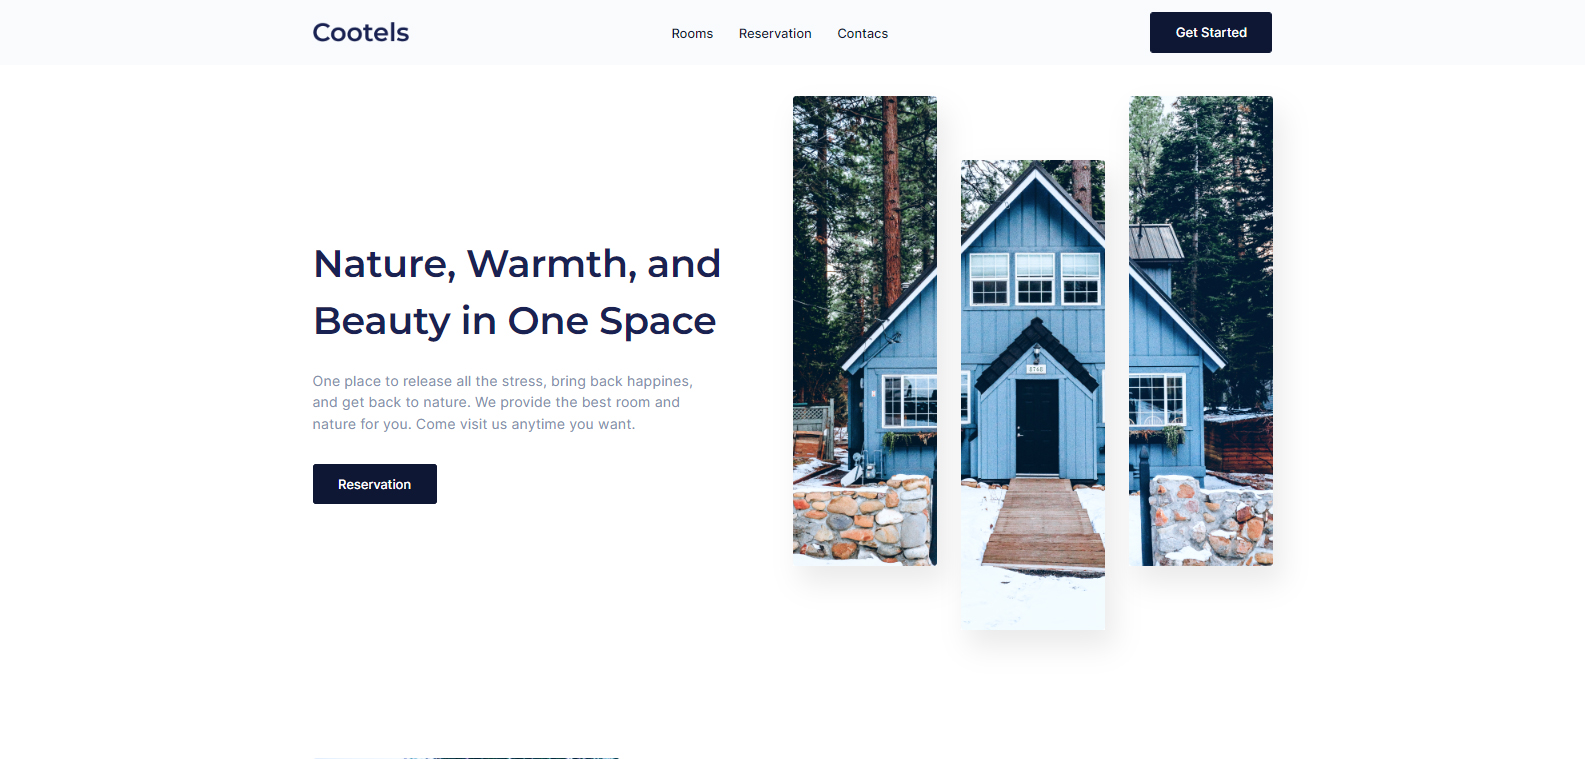 Cootels
Rooms
Reservation
Contacs
Get Started
Nature, Warmth, and
Beauty in One Space
One place to release all the stress, bring back happines,
and get back to nature. We provide the best room and
nature for you. Come visit us anytime you want.
Reservation